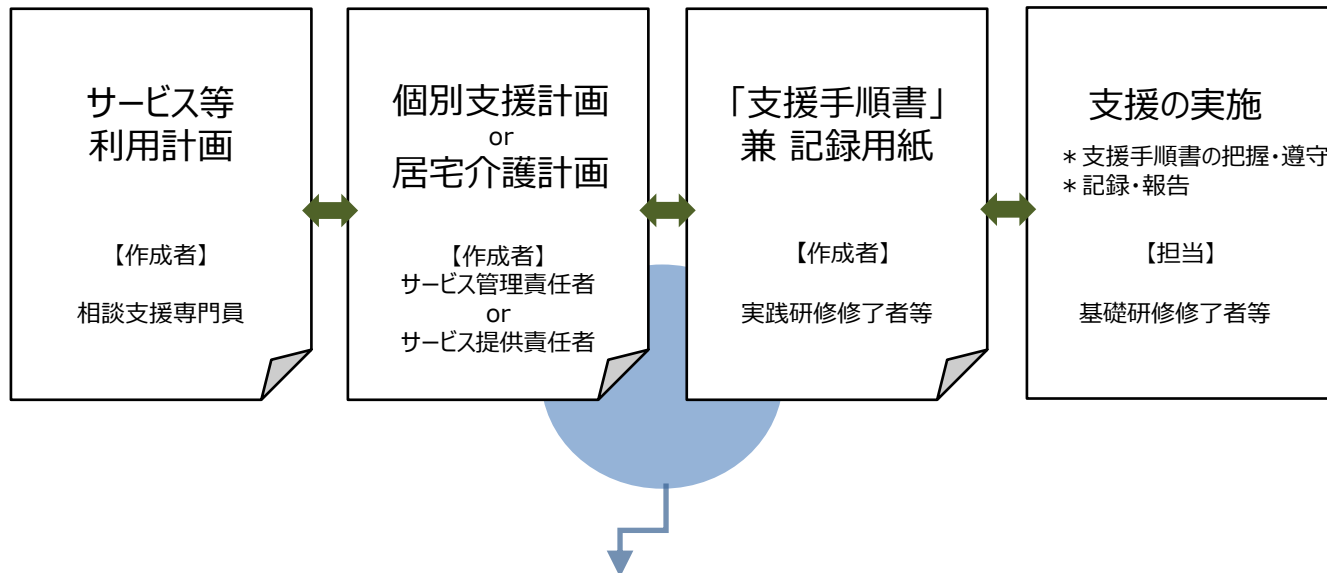 サービス等
利用計画
【作成者】
相談支援専門員
個別支援計画
or
居宅介護計画
【作成者】
サービス管理責任者
or
サービス提供責任者
「支援手順書」
兼 記録用紙
【作成者】
実践研修修了者等
支援の実施
＊支援手順書の把握・遵守
＊記録・報告
【担当】
基礎研修修了者等